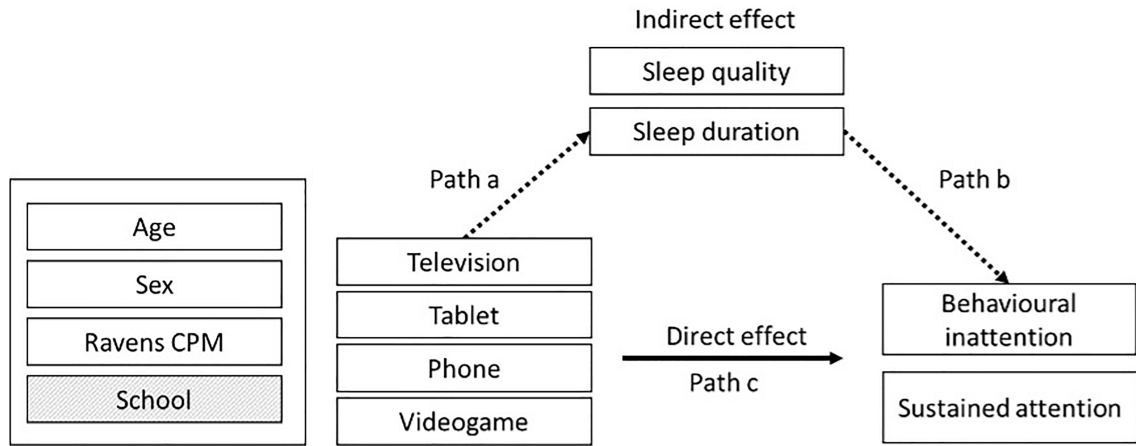 Indirect effect
Sleep quality
Sleep duration
Path a
Path b
Age
Sex
Ravens CPM
School
Television
Tablet
Phone
Videogame
Direct effect
Path c
Behavioural
inattention
Sustained attention